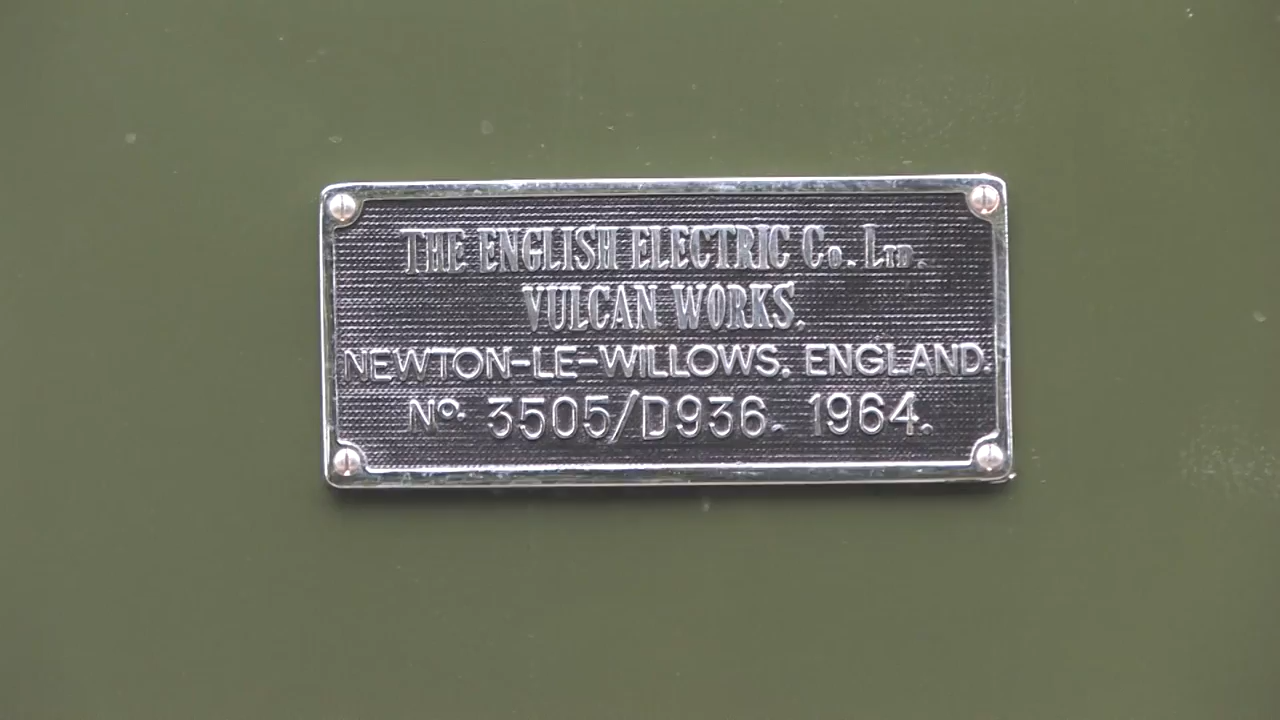 THE ENGLISH ELECTRIC Co. LTD.
VULCAN WORKS.
NEWTON-LE-WILLOWS. ENGLAND.
No. 3505/D936. 1964.